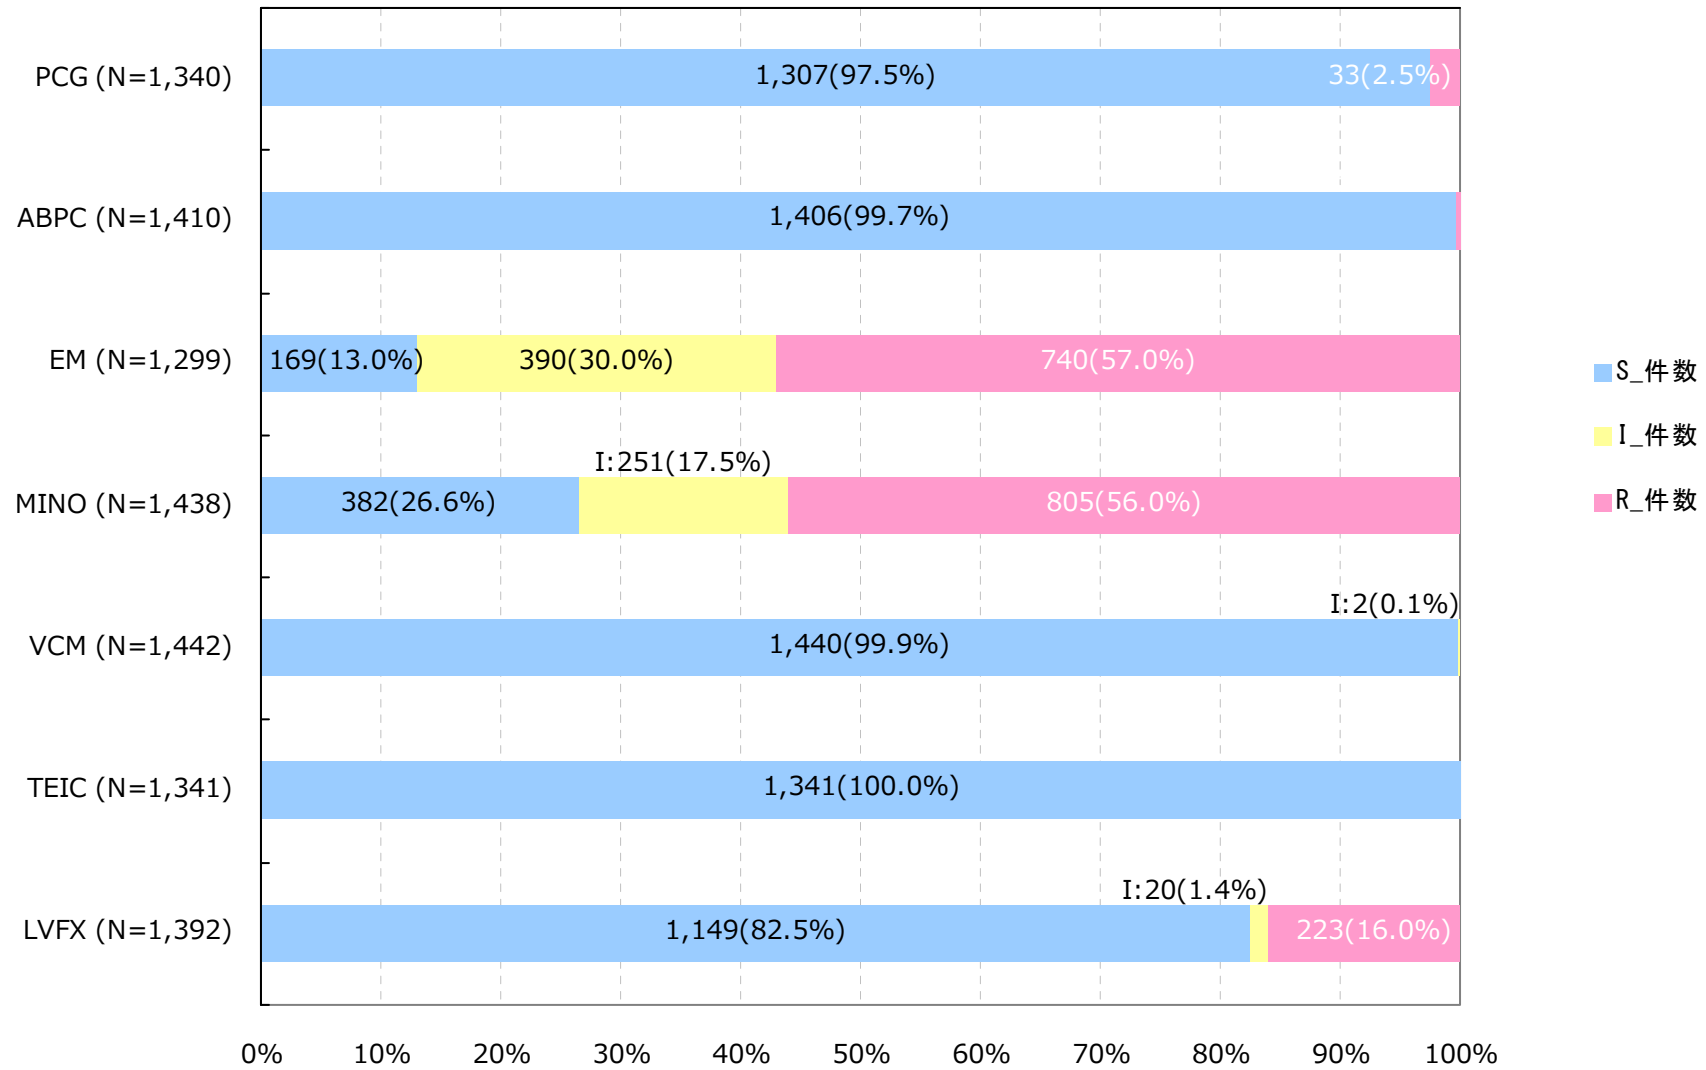 PCG (N=1,340)
1,307(97.5%)
33(2.5%)
ABPC (N=1,410)
1,406(99.7%)
EM (N=1,299)
169(13.0%)
390(30.0%)
740(57.0%)
I:251(17.5%)
MINO (N=1,438)
382(26.6%)
805(56.0%)
I:2(0.1%)
VCM (N=1,442)
1,440(99.9%)
TEIC (N=1,341)
1,341(100.0%)
I:20(1.4%)
LVFX (N=1,392)
1,149(82.5%)
223(16.0%)
0% 10% 20% 30% 40% 50% 60% 70% 80% 90% 100%
S_件数
I_件数
R_件数